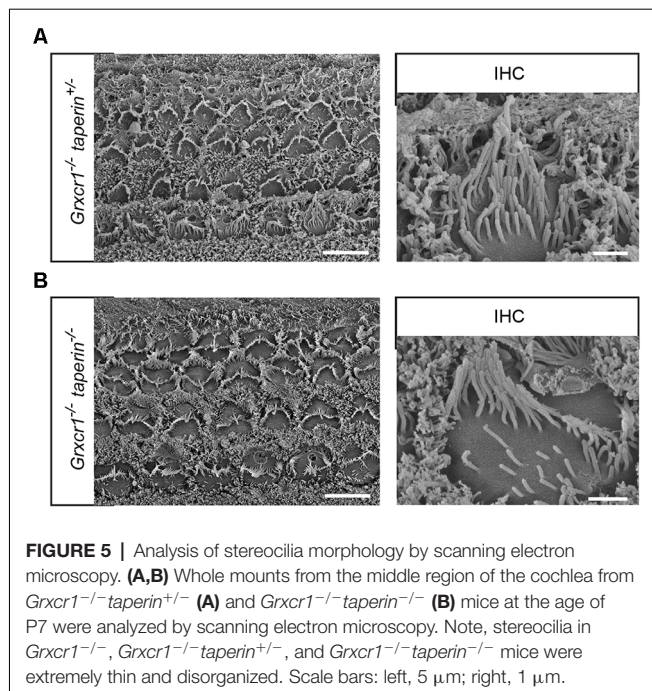 A
Grxcr1-/- taperin+/-
IHC
B
Grxcr1-/- taperin-/-
IHC
FIGURE 5 | Analysis of stereocilia morphology by scanning electron
microscopy. (A,B) Whole mounts from the middle region of the cochlea from
Grxcr1−/−taperin+/− (A) and Grxcr1−/−taperin−/− (B) mice at the age of
P7 were analyzed by scanning electron microscopy. Note, stereocilia in
Grxcr1−/−, Grxcr1−/−taperin+/−, and Grxcr1−/−taperin−/− mice were
extremely thin and disorganized. Scale bars: left, 5 μm; right, 1 μm.